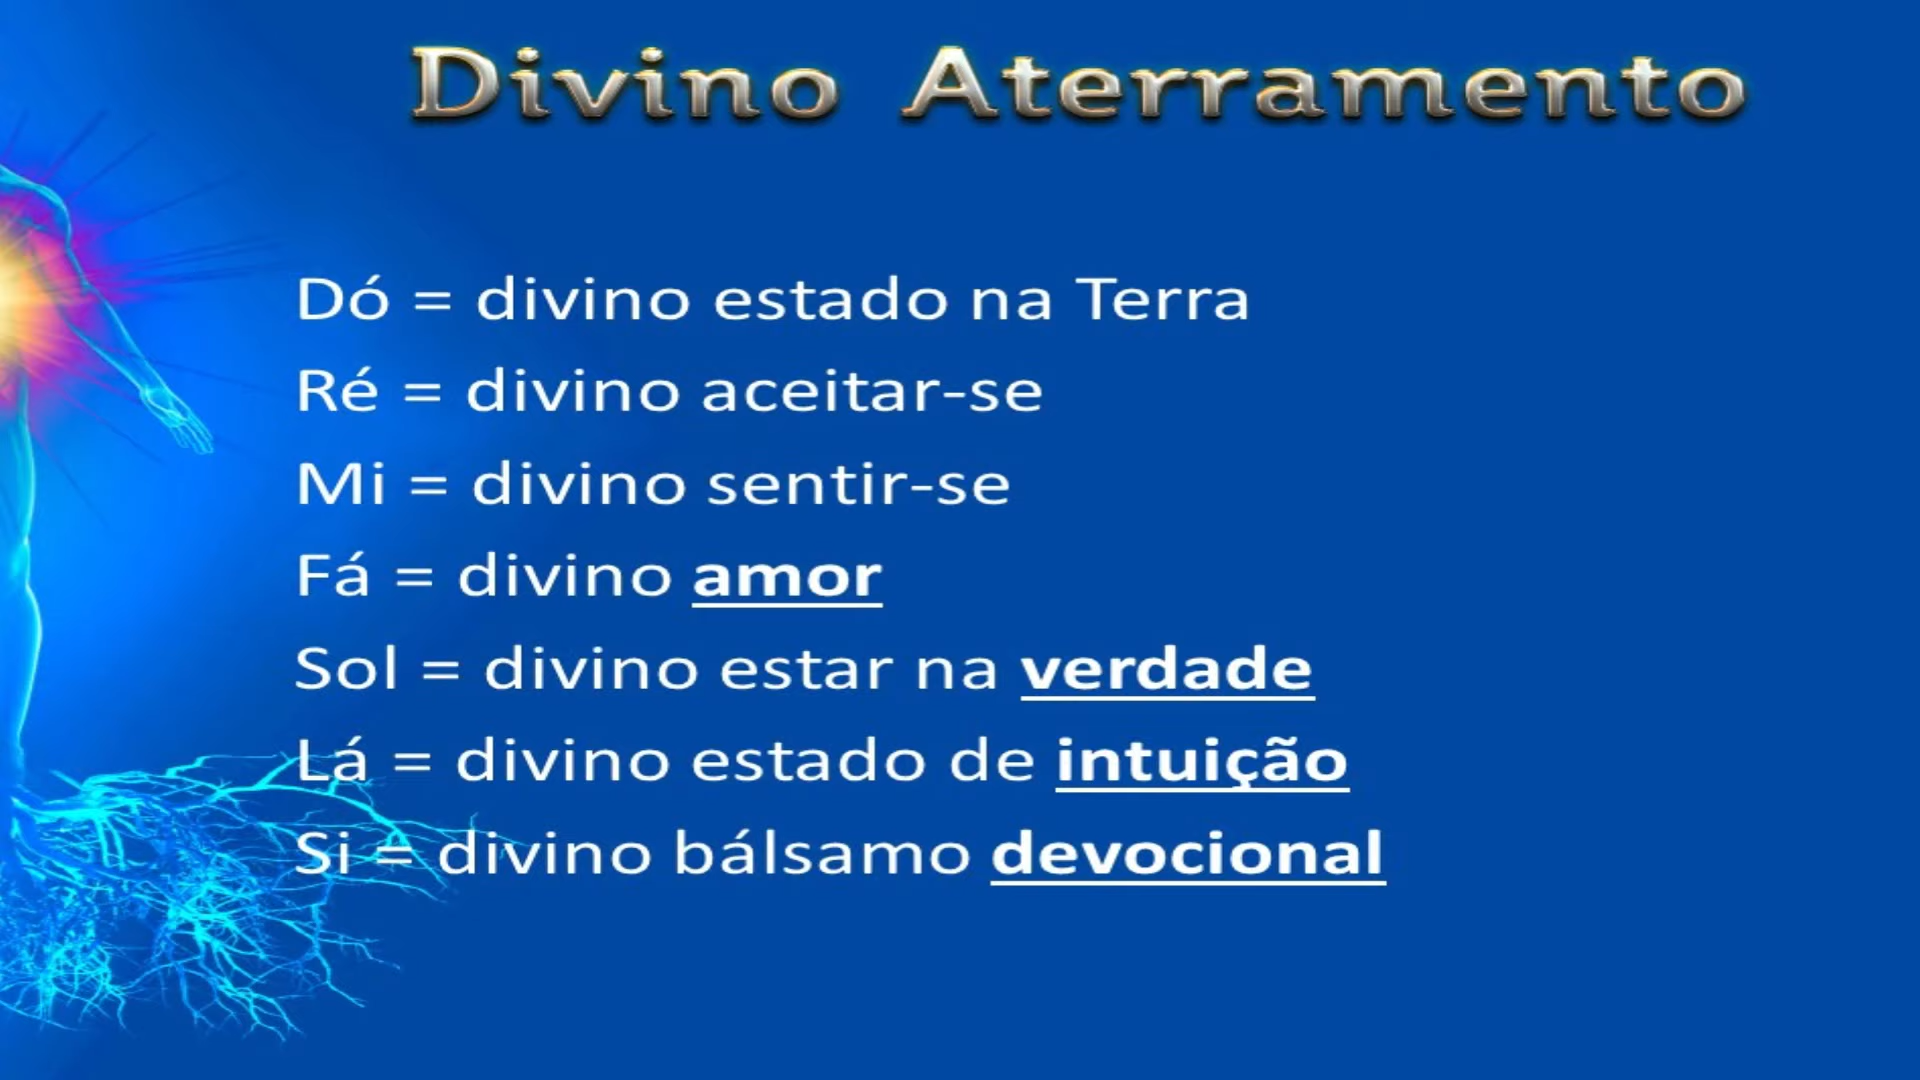 Divino Aterramento
Dó = divino estado na Terra
Ré = divino aceitar-se
Mi = divino sentir-se
Fá = divino amor
Sol = divino estar na verdade
Lá = divino estado de intuição
Si = divino bálsamo devocional